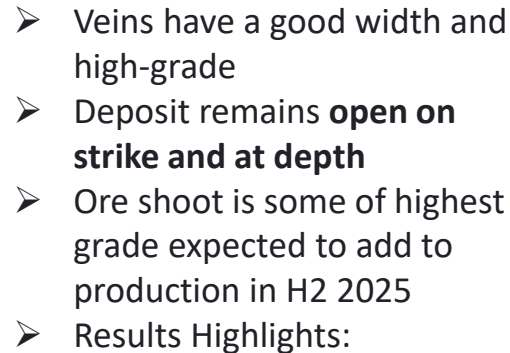 ➢ Veins have a good width and
high-grade
➢ Deposit remains open on
strike and at depth
➢ Ore shoot is some of highest
grade expected to add to
production in H2 2025
➢ Results Highlights: